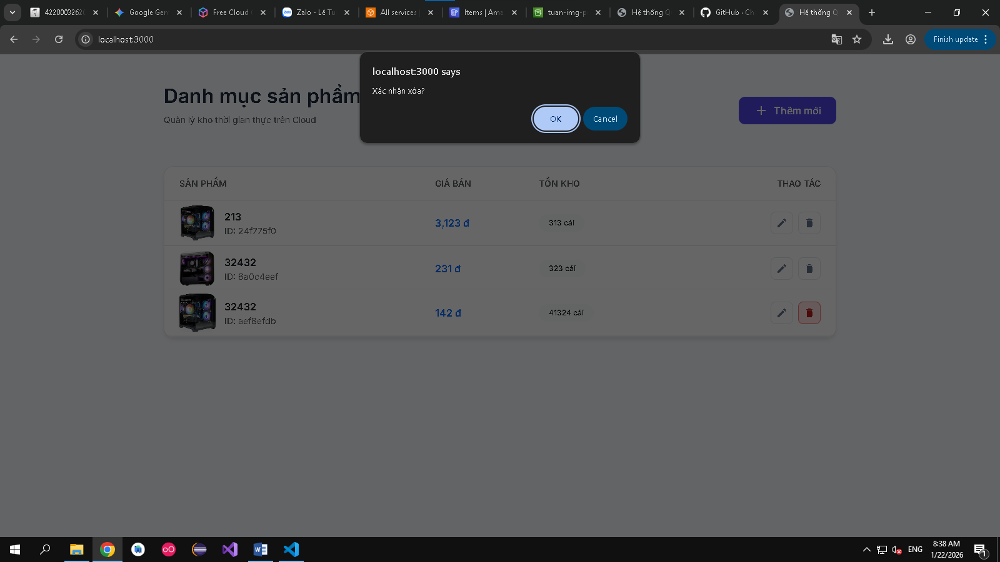 42200032620
Google Gem
Free Cloud
Zalo - Lê Tu
All services
Items | Ama
tuan-img-p
Hệ thống Q
GitHub · Ch
Hệ thống Q
localhost:3000
Finish update
localhost:3000 says
Xác nhận xóa?
OK
Cancel
Danh mục sản phẩm
Quản lý kho thời gian thực trên Cloud
+ Thêm mới
SẢN PHẨM GIÁ BÁN TỒN KHO THAO TÁC
213
ID: 24f775f0
3,123 đ
313 cái
32432
ID: 6a0c4eef
231 đ
323 cái
32432
ID: aef8efdb
142 đ
41324 cái
ENG
8:38 AM
1/22/2026
1